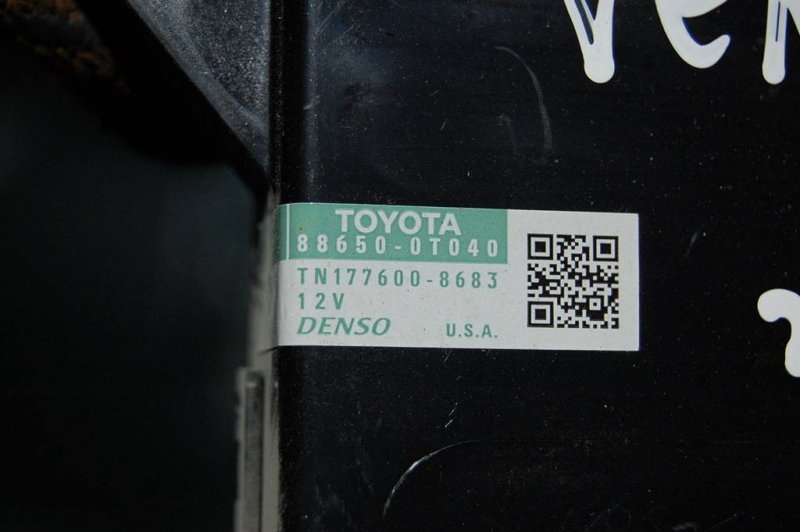 TOYOTA
88650-0T040
TN177600-8683
12V
DENSO U.S.A.